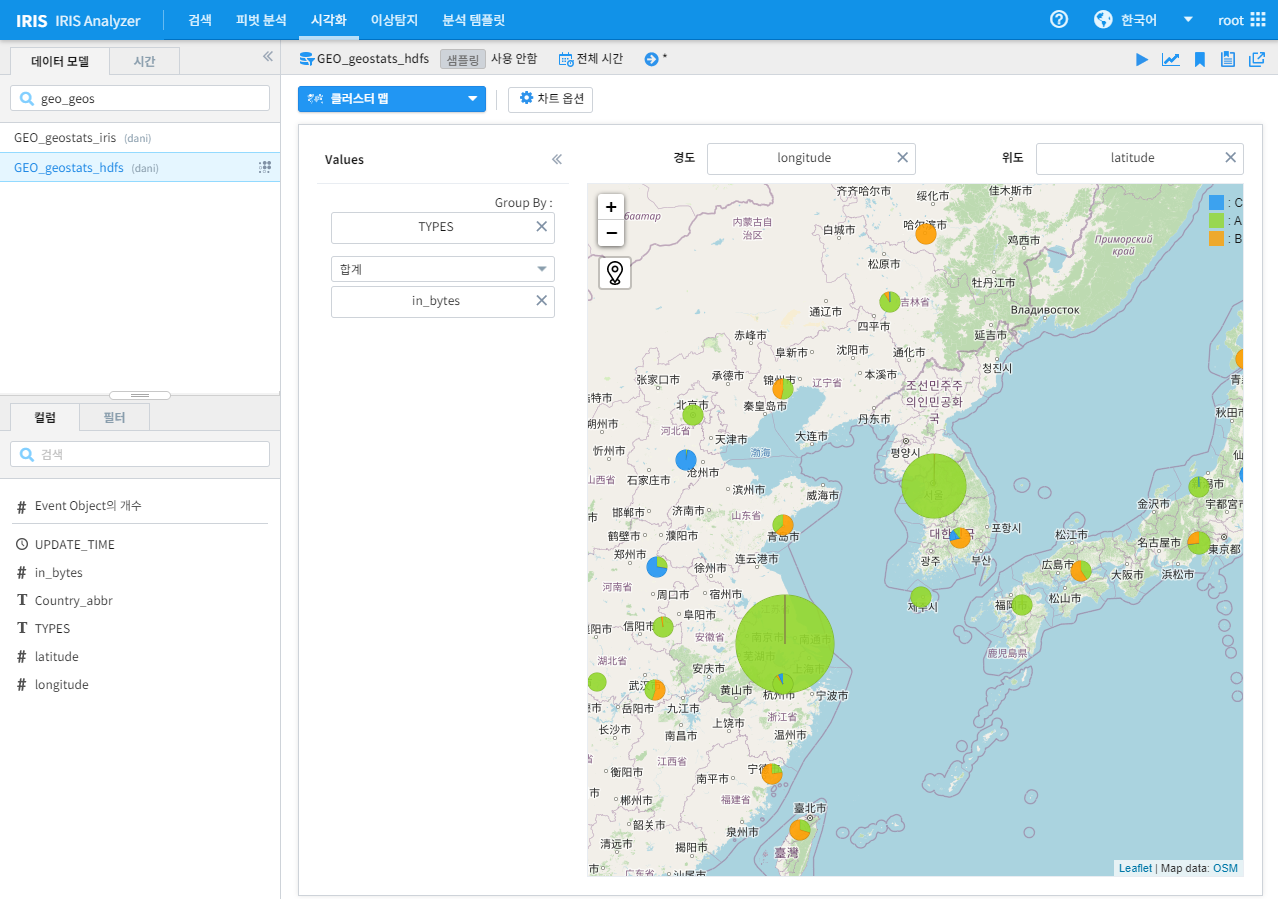 IRIS IRIS Analyzer
검색 피벗 분석 시각화 이상탐지 분석 템플릿
한국어
root
데이터 모델 시간
geo_geos
GEO_geostats_iris (dani)
GEO_geostats_hdfs (dani)
컬럼 필터
검색
# Event Object의 개수
UPDATE_TIME
# in_bytes
T Country_abbr
T TYPES
# latitude
# longitude
GEO_geostats_hdfs 샘플링 사용 안함 전체 시간 *
클러스터 맵 차트 옵션
Values
Group By :
TYPES
합계
in_bytes
경도 longitude 위도 latitude
+
−
: C
: A
: B
баатар
齐齐哈尔市
绥化市
佳木斯市
内蒙古自
治区
白城市
哈尔滨市
鸡西市
Приморский
край
松原市
牡丹江市
吉林省
通辽市
四平市
Владивосток
延吉市
赤峰市
阜新市
沈阳市
通化市
청진시
张家口市
承德市
锦州市
辽宁省
本溪市
조선민주주
의인민공화
국
北京市
秦皇岛市
丹东市
河北省
天津市
大连市
忻州市
渤海
평양시
沧州市
石家庄市
滨州市
威海市
서울
邯郸市
济南市
山东省
鹤壁市
濮阳市
青岛市
포항시
郑州市
连云港市
광주
부산
河南省
徐州市
周口市
宿州市
제주시
信阳市
阜阳市
安徽省
南京市
南通市
芜湖市
上海市
湖北省
安庆市
黄山市
杭州市
宁波市
岳阳市
九江市
浙江省
长沙市
南昌市
上饶市
温州市
江西省
衡阳市
南平市
郴州市
福建省
韶关市
泉州市
臺北市
清远市
揭阳市
臺灣
广东省
汕尾市
松江市
金沢市
宇都宮市
名古屋市
東京都
広島市
大阪市
浜松市
松山市
鹿児島県
秋田市
Leaflet | Map data: OSM